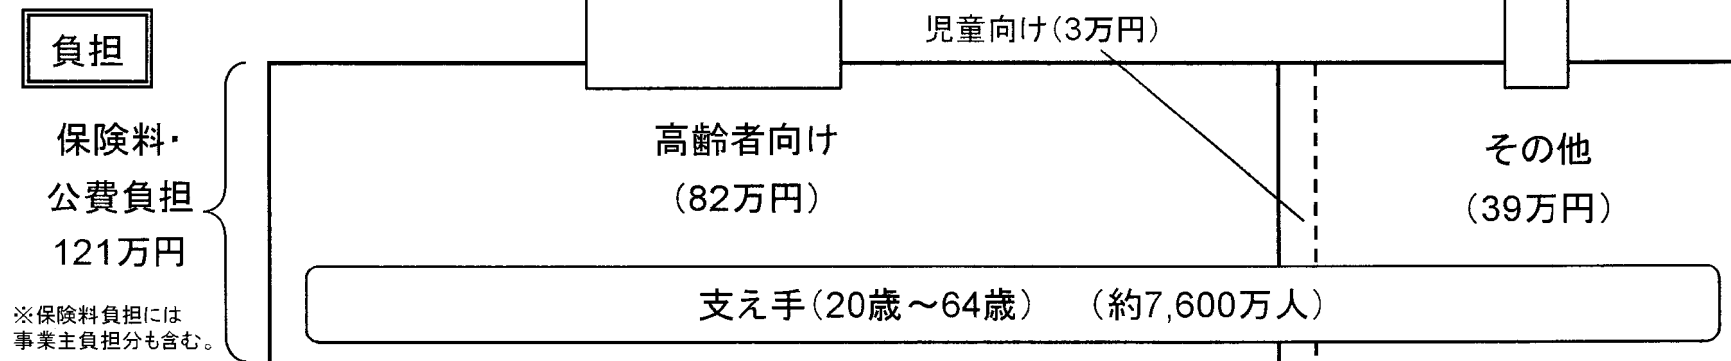 負担
児童向け(3万円)
保険料・
公費負担
121万円
高齢者向け
(82万円)
その他
(39万円)
支え手(20歳～64歳) (約7,600万人)
※保険料負担には
事業主負担分も含む。